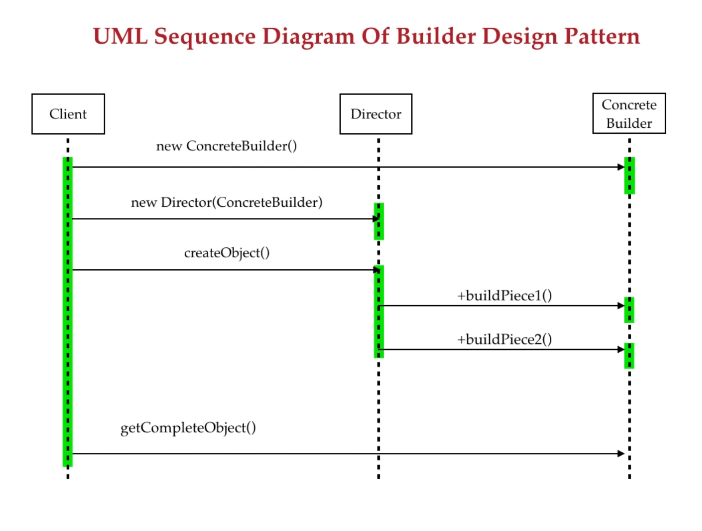 UML Sequence Diagram Of Builder Design Pattern
Client
Director
Concrete
Builder
new ConcreteBuilder()
new Director(ConcreteBuilder)
createObject()
+buildPiece1()
+buildPiece2()
getCompleteObject()